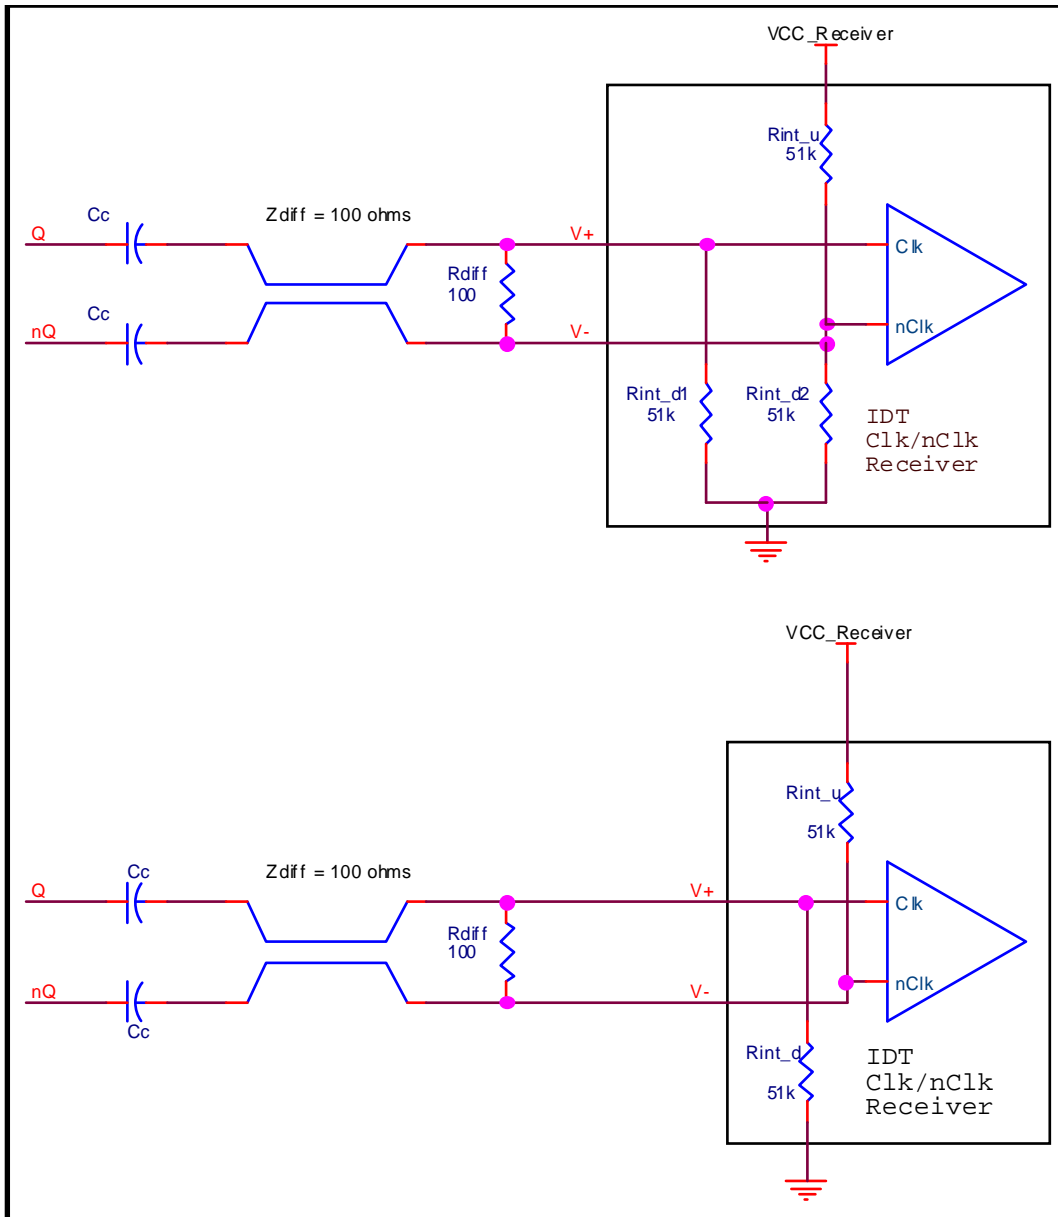 VCC_Receiver
Rint_u
51k
Cc
Zdiff = 100 ohms
Q
V+
Clk
Rdiff
100
Cc
nQ
V-
nClk
Rint_d1
51k
Rint_d2
51k
IDT
Clk/nClk
Receiver
VCC_Receiver
Rint_u
51k
Cc
Zdiff = 100 ohms
Q
V+
Clk
Rdiff
100
nQ
V-
nClk
Cc
Rint_d
51k
IDT
Clk/nClk
Receiver